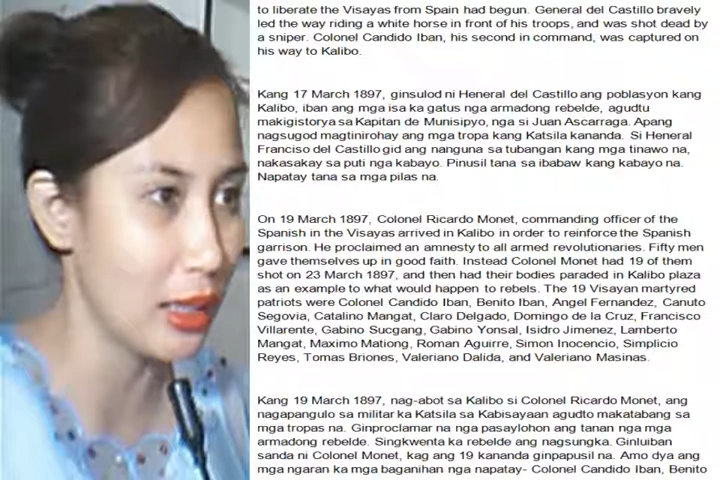 to liberate the Visayas from Spain had begun. General del Castillo bravely
led the way riding a white horse in front of his troops, and was shot dead by
a sniper. Colonel Candido Iban, his second in command, was captured on
his way to Kalibo.
Kang 17 March 1897, ginsulod ni Heneral del Castillo ang poblasyon kang
Kalibo, iban ang mga isa ka gatus nga armadong rebelde, agudtu
makigistorya sa Kapitan de Munisipyo, nga si Juan Ascarraga. Apang
nagsugod magtinirohay ang mga tropa kang Katsila kananda. Si Heneral
Franciso del Castillo gid ang nanguna sa tubangan kang mga tinawo na,
nakasakay sa puti nga kabayo. Pinusil tana sa ibabaw kang kabayo na.
Napatay tana sa mga pilas na.
On 19 March 1897, Colonel Ricardo Monet, commanding officer of the
Spanish in the Visayas arrived in Kalibo in order to reinforce the Spanish
garrison. He proclaimed an amnesty to all armed revolutionaries. Fifty men
gave themselves up in good faith. Instead Colonel Monet had 19 of them
shot on 23 March 1897, and then had their bodies paraded in Kalibo plaza
as an example to what would happen to rebels. The 19 Visayan martyred
patriots were Colonel Candido Iban, Benito Iban, Angel Fernandez, Canuto
Segovia, Catalino Mangat, Claro Delgado, Domingo de la Cruz, Francisco
Villarente, Gabino Sucgang, Gabino Yonsal, Isidro Jimenez, Lamberto
Mangat, Maximo Mationg, Roman Aguirre, Simon Inocencio, Simplicio
Reyes, Tomas Briones, Valeriano Dalida, and Valeriano Masinas.
Kang 19 March 1897, nag-abot sa Kalibo si Colonel Ricardo Monet, ang
nagapangulo sa militar ka Katsila sa Kabisayaan agudto makatabang sa
mga tropas na. Ginproclamar na nga pasaylohon ang tanan nga mga
armadong rebelde. Singkwenta ka rebelde ang nagsungka. Ginluiban
sanda ni Colonel Monet, kag ang 19 kananda ginpapusil na. Amo dya ang
mga ngaran ka mga baganihan nga napatay- Colonel Candido Iban, Benito